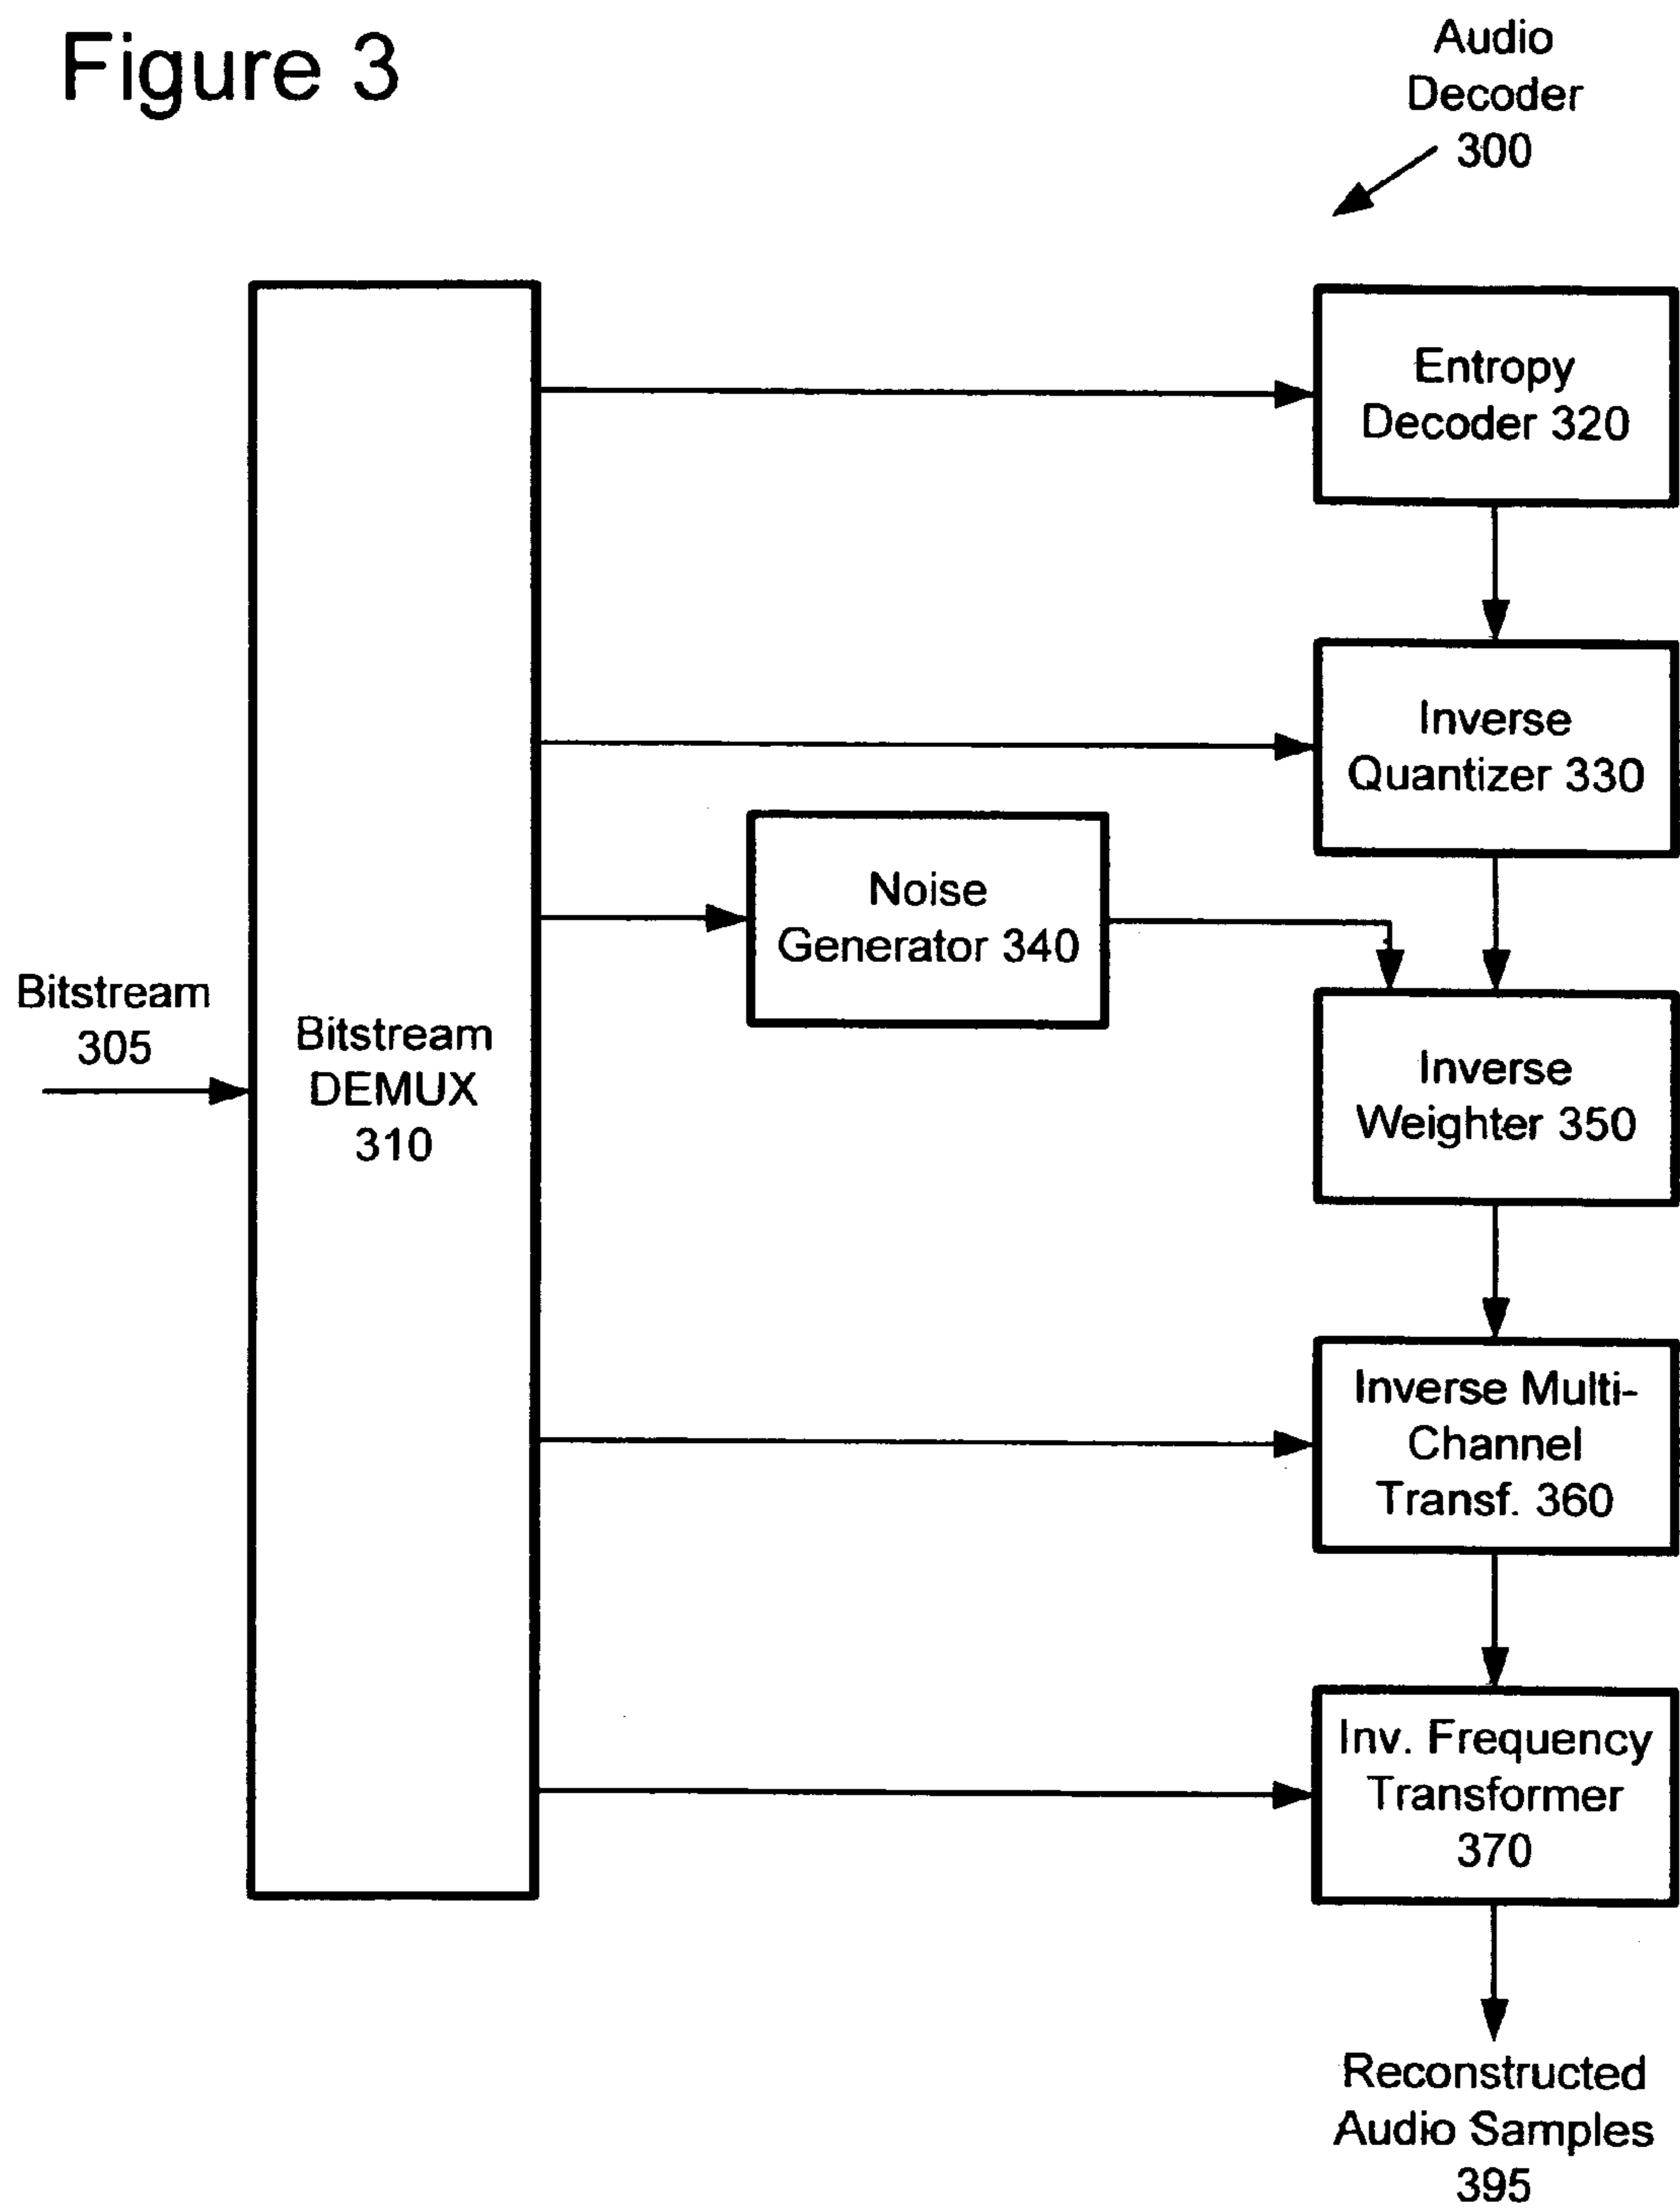 Figure 3
Audio
Decoder
300
Entropy
Decoder 320
Inverse
Quantizer 330
Noise
Generator 340
Bitstream
305
Bitstream
DEMUX
310
Inverse
Weighter 350
Inverse Multi-
Channel
Transf. 360
Inv. Frequency
Transformer
370
Reconstructed
Audio Samples
395